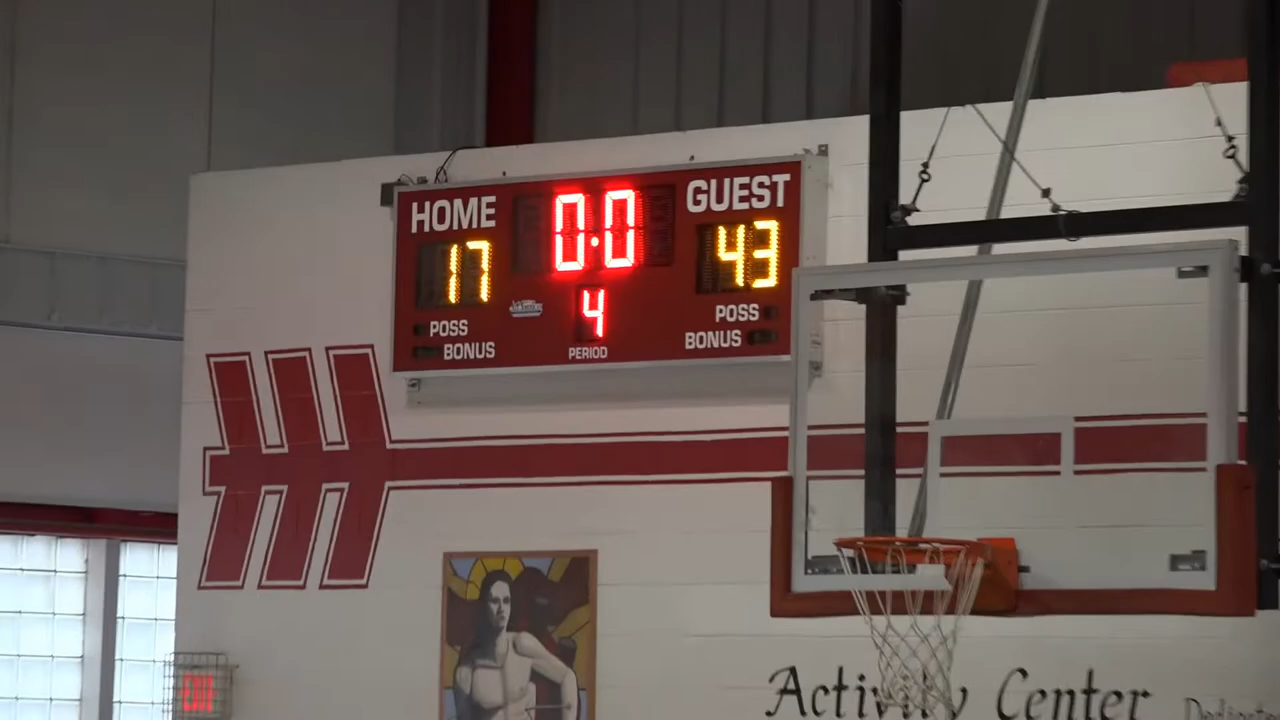 HOME
0.0
GUEST
17
43
4
POSS
POSS
BONUS
PERIOD
BONUS
Activity Center